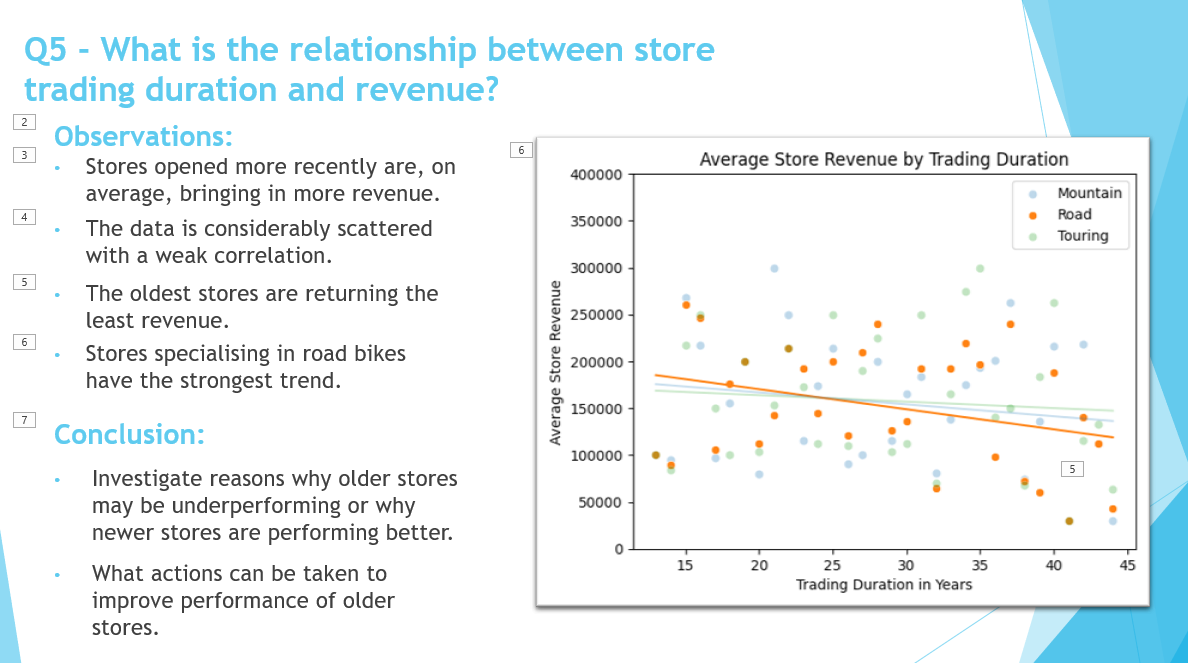 Q5 - What is the relationship between store
trading duration and revenue?
2
Observations:
3
• Stores opened more recently are, on
average, bringing in more revenue.
4
• The data is considerably scattered
with a weak correlation.
5
• The oldest stores are returning the
least revenue.
6
• Stores specialising in road bikes
have the strongest trend.
7
Conclusion:
• Investigate reasons why older stores
may be underperforming or why
newer stores are performing better.
• What actions can be taken to
improve performance of older
stores.
6
Average Store Revenue by Trading Duration
Mountain
Road
Touring
Average Store Revenue
400000
350000
300000
250000
200000
150000
100000
50000
0
5
15 20 25 30 35 40 45
Trading Duration in Years